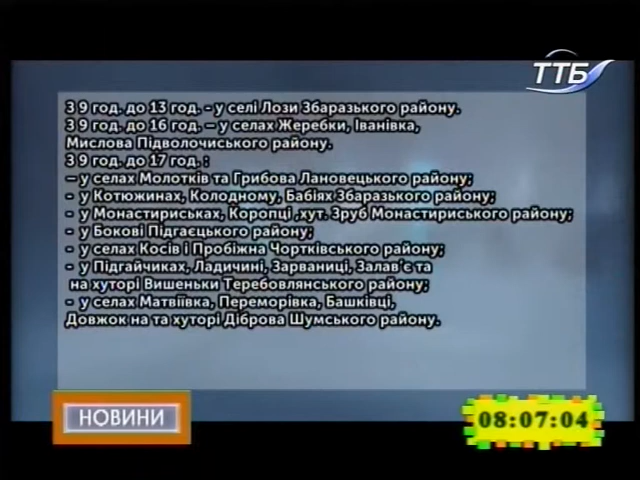 ТТБ
З 9 год. до 13 год. - у селі Лози Збаразького району.
З 9 год. до 16 год. – у селах Жеребки, Іванівка,
Мислова Підволочиського району.
З 9 год. до 17 год. :
– у селах Молотків та Грибова Лановецького району;
- у Котюжинах, Колодному, Бабіях Збаразького району;
- у Монастириськах, Коропці ,хут. Зруб Монастириського району;
- у Бокові Підгаєцького району;
- у селах Косів і Пробіжна Чортківського району;
- у Підгайчиках, Ладичині, Зарваниці, Залав'є та
на хуторі Вишеньки Теребовлянського району;
- у селах Матвіївка, Переморівка, Башківці,
Довжок на та хуторі Діброва Шумського району.
НОВИНИ
08:07:04